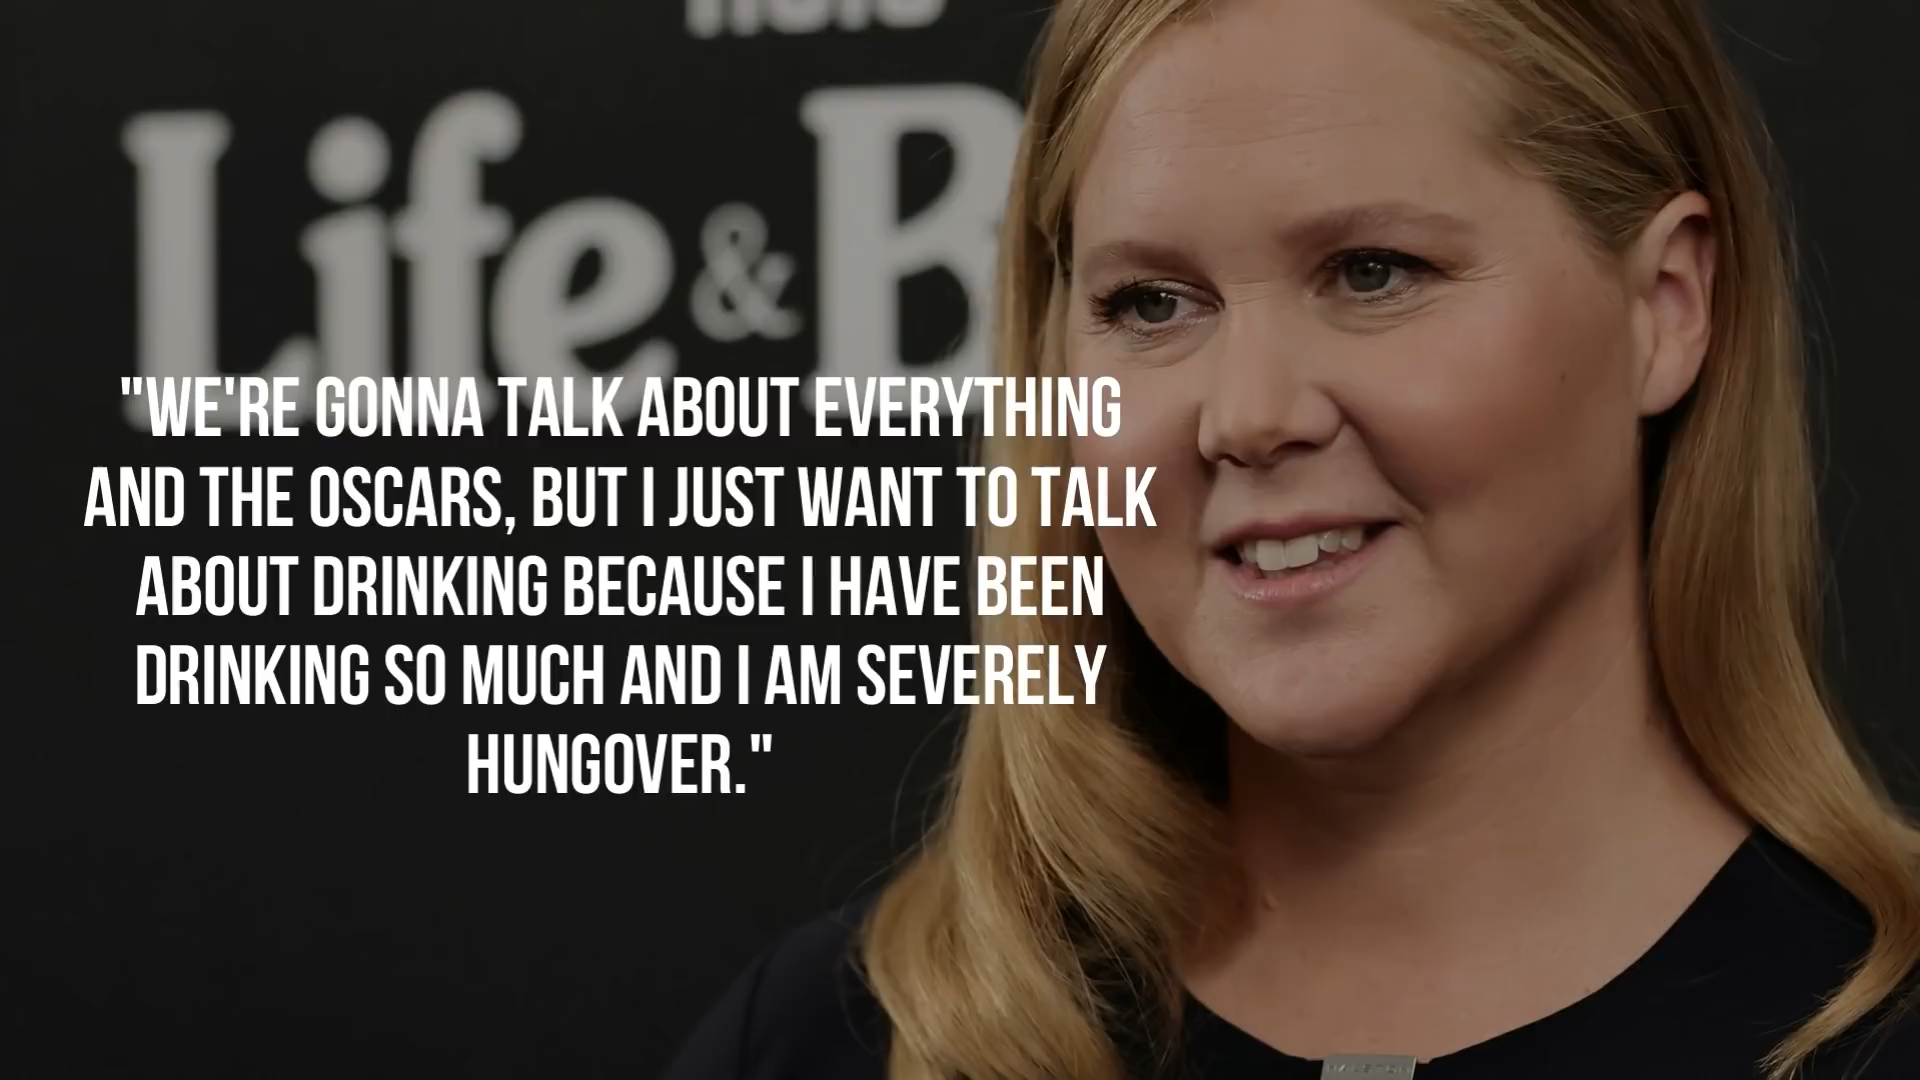 Life & B
"WE'RE GONNA TALK ABOUT EVERYTHING
AND THE OSCARS, BUT I JUST WANT TO TALK
ABOUT DRINKING BECAUSE I HAVE BEEN
DRINKING SO MUCH AND I AM SEVERELY
HUNGOVER."